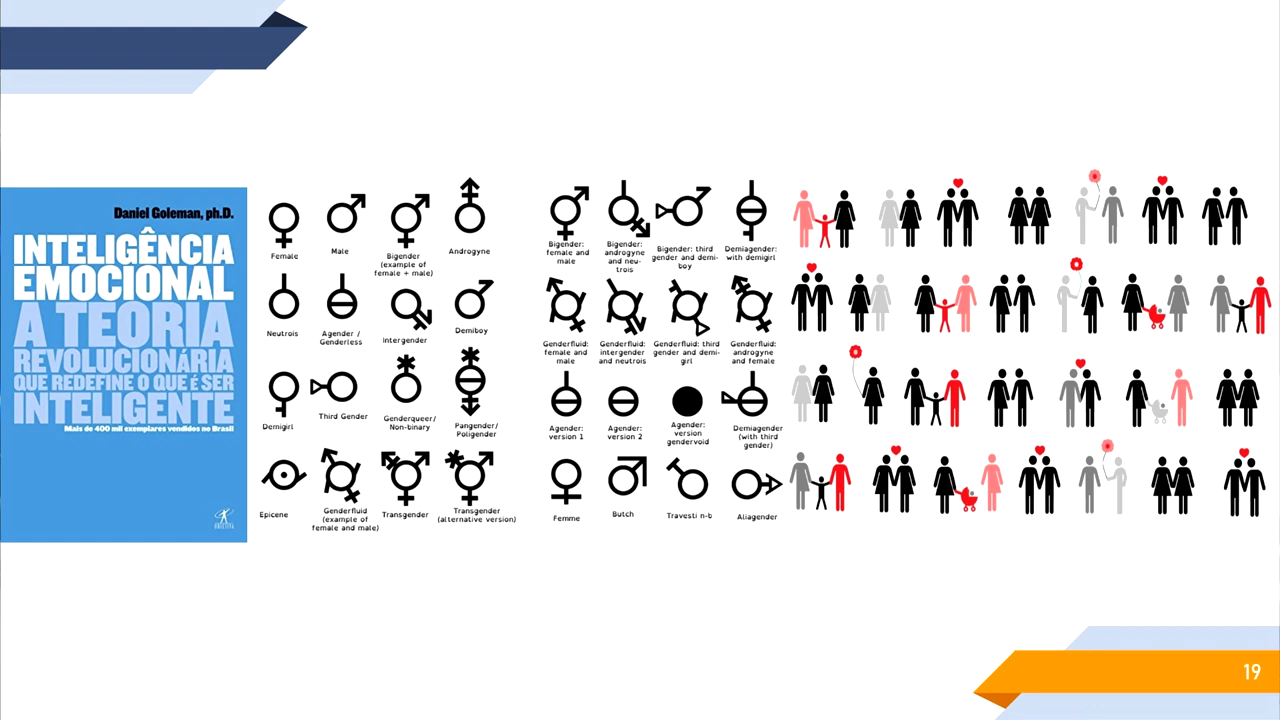 Daniel Goleman, ph.D.
INTELIGÊNCIA
EMOCIONAL
A TEORIA
REVOLUCIONÁRIA
QUE REDEFINE O QUE É SER
INTELIGENTE
Mais de 400 mil exemplares vendidos no Brasil
Female
Male
Bigender
(example of
female + male)
Androgyne
Neutrois
Agender /
Genderless
Intergender
Demiboy
Demigirl
Third Gender
Genderqueer/
Non-binary
Pangender/
Poligender
Epicene
Genderfluid
(example of
female and male)
Transgender
Transgender
(alternative version)
Bigender:
female and
male
Bigender:
androgyne
and neu-
trois
Bigender: third
gender and demi-
boy
Demiagender:
with demigirl
Genderfluid:
female and
male
Genderfluid:
intergender
and neutrois
Genderfluid: third
gender and demi-
girl
Genderfluid:
androgyne
and female
Agender:
version 1
Agender:
version 2
Agender:
version
gendervoid
Demiagender
(with third
gender)
Femme
Butch
Travesti n-b
Aliagender
19